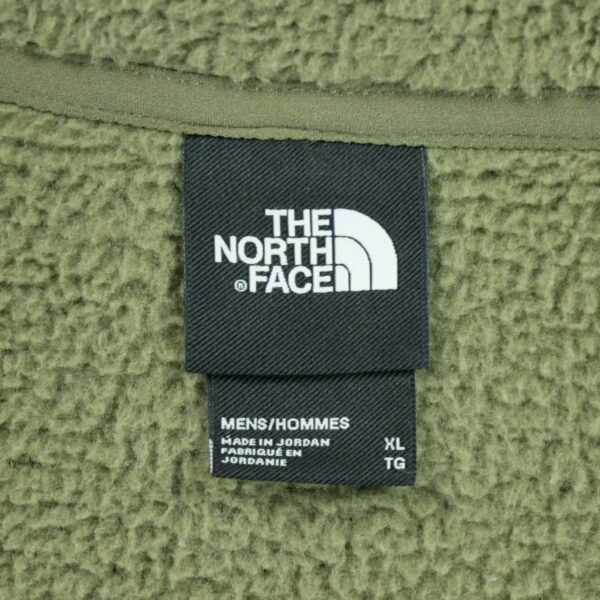 THE
NORTH
® FACE
MENS/HOMMES
MADE IN JORDAN XL
FABRIQUÉ EN TG
JORDANIE